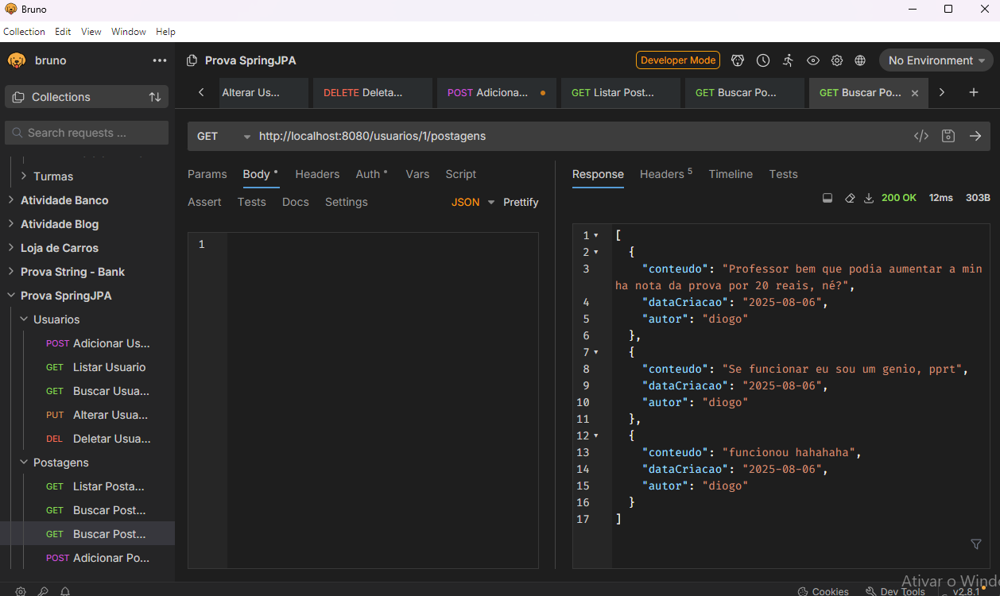 Bruno
Collection Edit View Window Help
bruno
Prova SpringJPA
Developer Mode
No Environment
Collections
Alterar Us...
DELETE Deleta...
POST Adiciona...
GET Listar Post...
GET Buscar Po...
GET Buscar Po...
Search requests ...
GET http://localhost:8080/usuarios/1/postagens
Turmas
Atividade Banco
Atividade Blog
Loja de Carros
Prova String - Bank
Prova SpringJPA
Usuarios
POST Adicionar Us...
GET Listar Usuario
GET Buscar Usua...
PUT Alterar Usua...
DEL Deletar Usua...
Postagens
GET Listar Posta...
GET Buscar Post...
GET Buscar Post...
POST Adicionar Po...
Params Body * Headers Auth * Vars Script
Assert Tests Docs Settings JSON Prettify
1
Response Headers 5 Timeline Tests
200 OK 12ms 303B
1 [
2 {
3 "conteudo": "Professor bem que podia aumentar a min
ha nota da prova por 20 reais, né?",
4 "dataCriacao": "2025-08-06",
5 "autor": "diogo"
6 },
7 {
8 "conteudo": "Se funcionar eu sou um genio, pprt",
9 "dataCriacao": "2025-08-06",
10 "autor": "diogo"
11 },
12 {
13 "conteudo": "funcionou hahahaha",
14 "dataCriacao": "2025-08-06",
15 "autor": "diogo"
16 }
17 ]
Ativar o Wind
Cookies Dev Tools v2.8.1